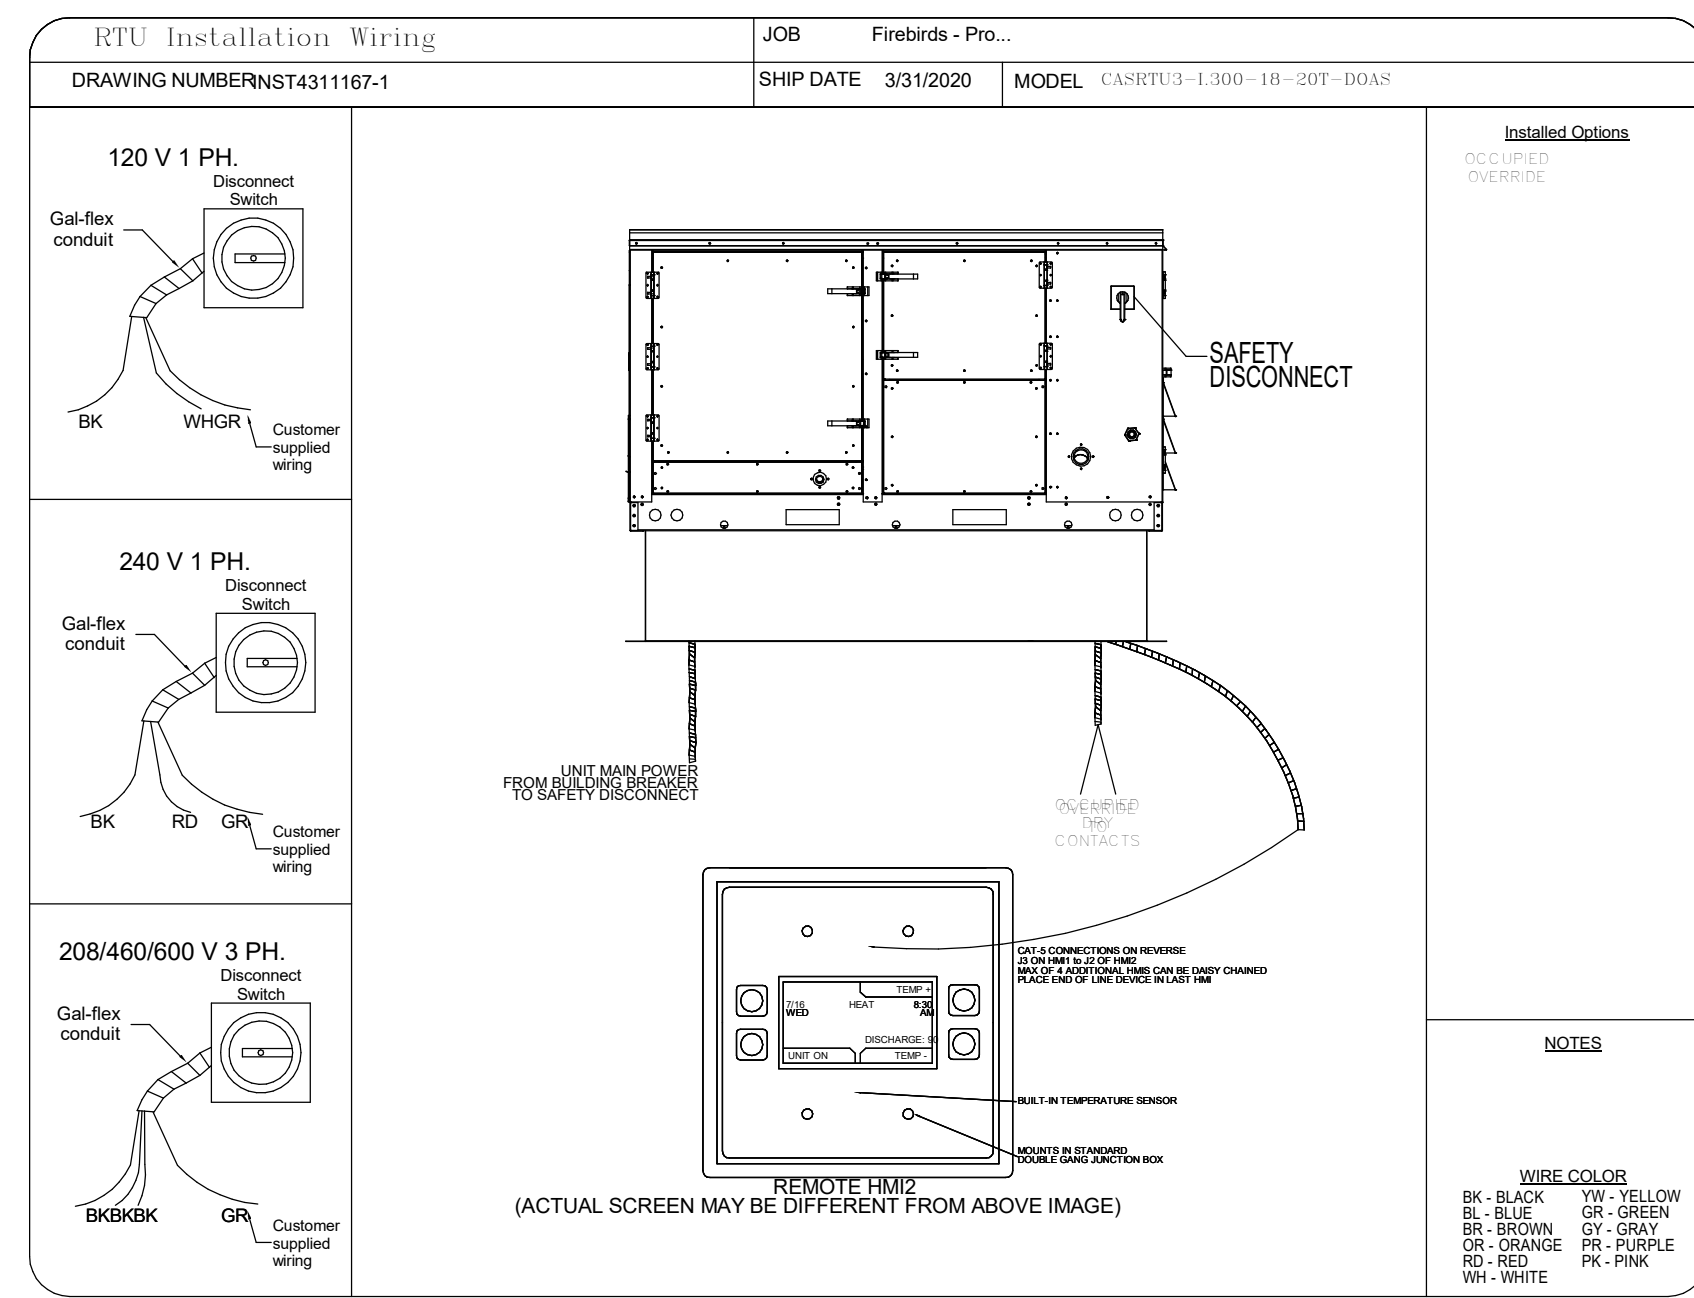 RTU Installation Wiring
JOB Firebirds - Pro...
DRAWING NUMBER INST4311167-1
SHIP DATE 3/31/2020
MODEL CASRTU3-I.300-18-20T-DOAS
120 V 1 PH.
Disconnect
Switch
Gal-flex
conduit
BK
WHGR
Customer
supplied
wiring
240 V 1 PH.
Disconnect
Switch
Gal-flex
conduit
BK
RD
GR
Customer
supplied
wiring
208/460/600 V 3 PH.
Disconnect
Switch
Gal-flex
conduit
BKBKBK
GR
Customer
supplied
wiring
SAFETY
DISCONNECT
UNIT MAIN POWER
FROM BUILDING BREAKER
TO SAFETY DISCONNECT
OCCUPIED
OVERRIDE
TO
DRY
CONTACTS
TEMP +
7/16
WED
HEAT
8:30
AM
DISCHARGE: 90
UNIT ON
TEMP -
CAT-5 CONNECTIONS ON REVERSE
J3 ON HMI1 to J2 OF HMI2
MAX OF 4 ADDITIONAL HMIS CAN BE DAISY CHAINED
PLACE END OF LINE DEVICE IN LAST HMI
BUILT-IN TEMPERATURE SENSOR
MOUNTS IN STANDARD
DOUBLE GANG JUNCTION BOX
REMOTE HMI2
(ACTUAL SCREEN MAY BE DIFFERENT FROM ABOVE IMAGE)
Installed Options
OCCUPIED
OVERRIDE
NOTES
WIRE COLOR
BK - BLACK YW - YELLOW
BL - BLUE GR - GREEN
BR - BROWN GY - GRAY
OR - ORANGE PR - PURPLE
RD - RED PK - PINK
WH - WHITE